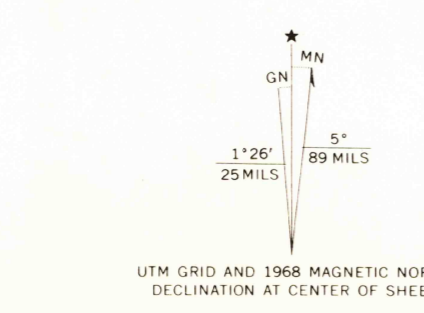 ★
MN
GN
1°26′
25 MILS
5°
89 MILS
UTM GRID AND 1968 MAGNETIC NOR
DECLINATION AT CENTER OF SHEE